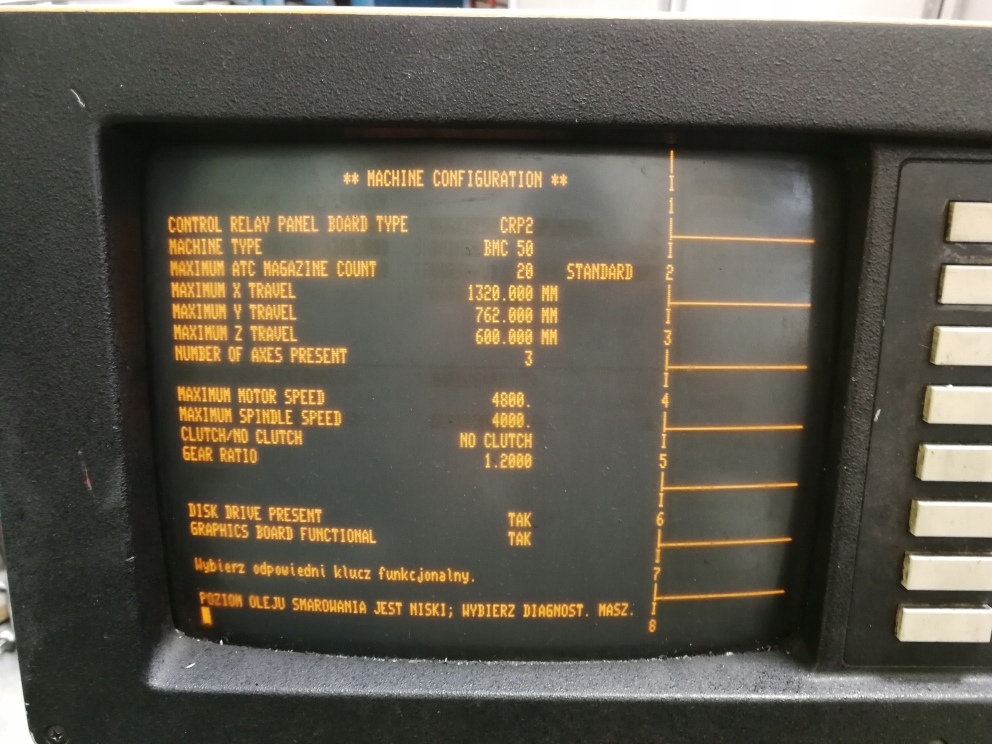 ** MACHINE CONFIGURATION **
CONTROL RELAY PANEL BOARD TYPE CRP2
MACHINE TYPE BMC 50
MAXIMUM ATC MAGAZINE COUNT 20 STANDARD
MAXIMUM X TRAVEL 1320.000 MM
MAXIMUM Y TRAVEL 762.000 MM
MAXIMUM Z TRAVEL 600.000 MM
NUMBER OF AXES PRESENT 3
MAXIMUM MOTOR SPEED 4800.
MAXIMUM SPINDLE SPEED 4000.
CLUTCH/NO CLUTCH NO CLUTCH
GEAR RATIO 1.2000
DISK DRIVE PRESENT TAK
GRAPHICS BOARD FUNCTIONAL TAK
Wybierz odpowiedni klucz funkcjonalny.
POZIOM OLEJU SMAROWANIA JEST NISKI; WYBIERZ DIAGNOST. MASZ.
1
2
3
4
5
6
7
8